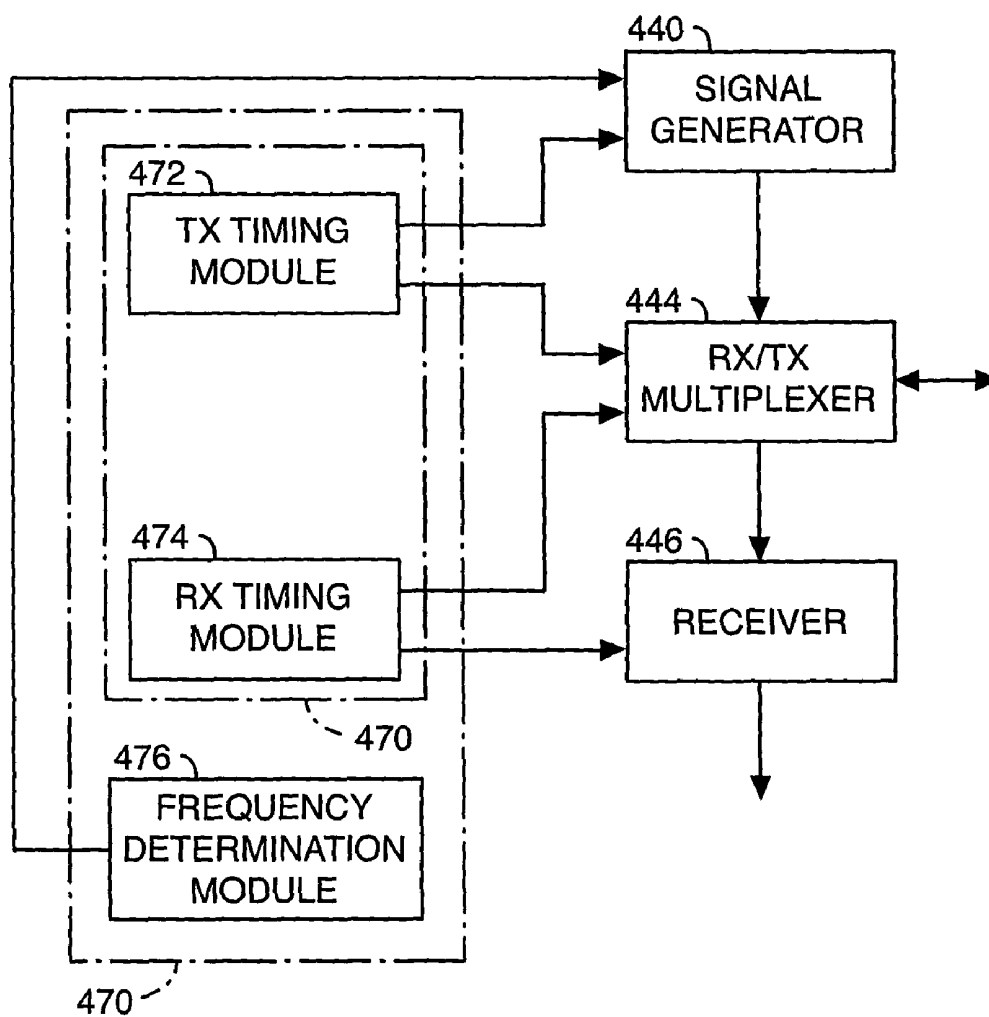 440
SIGNAL
GENERATOR
472
TX TIMING
MODULE
444
RX/TX
MULTIPLEXER
474
RX TIMING
MODULE
446
RECEIVER
470
476
FREQUENCY
DETERMINATION
MODULE
470